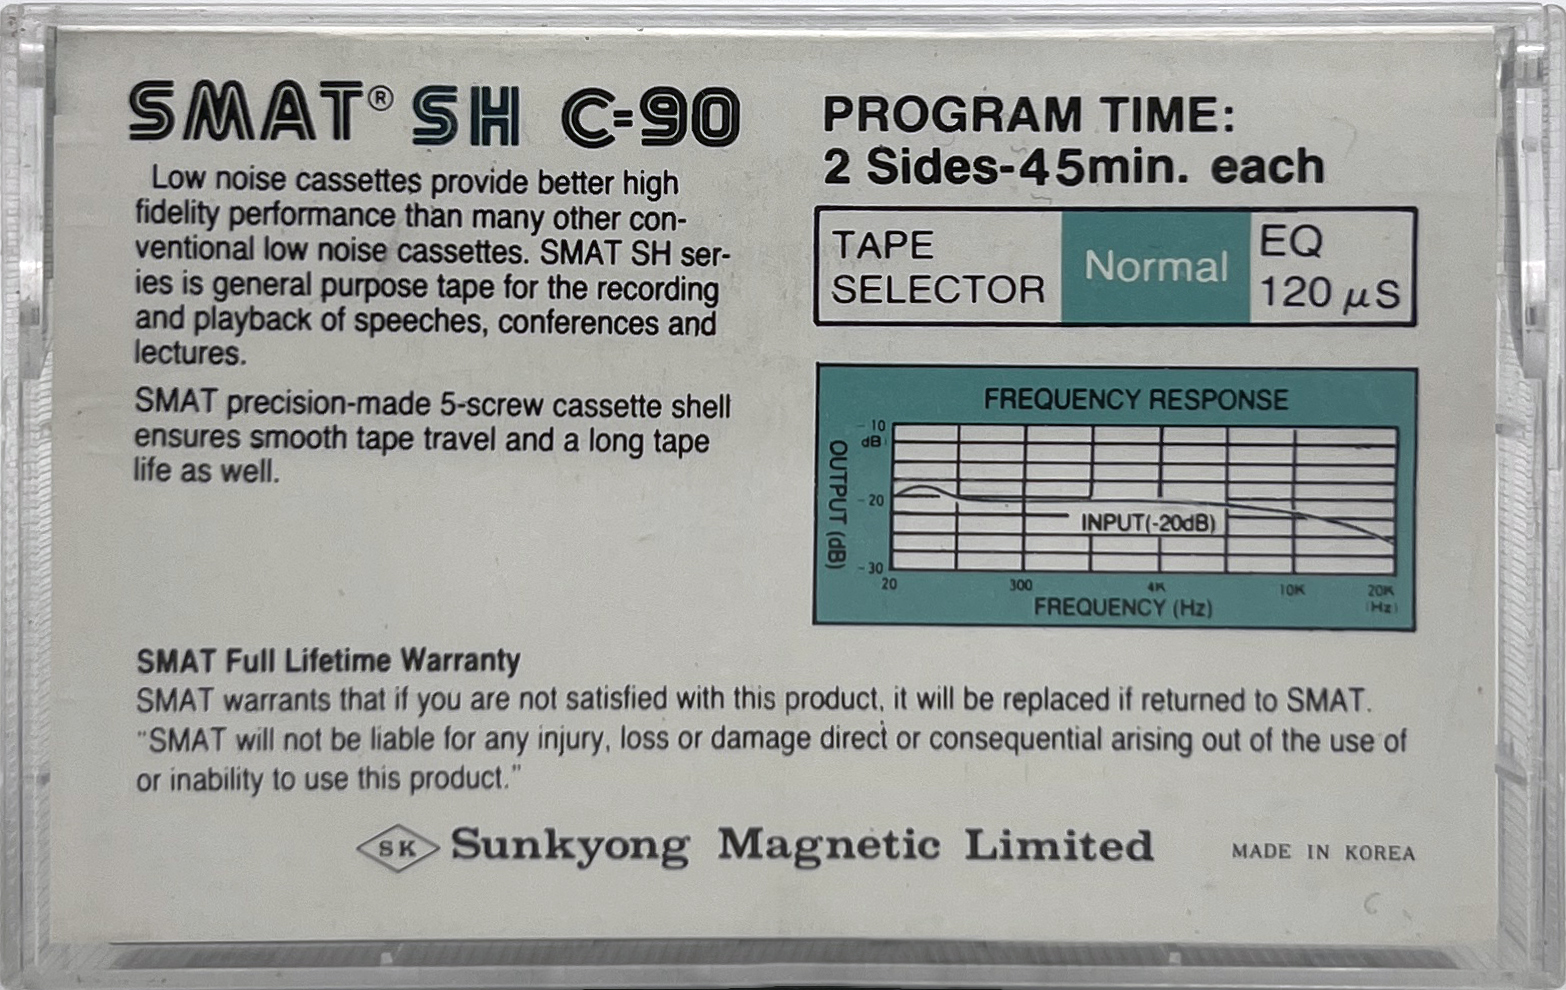 SMAT® SH C-90
Low noise cassettes provide better high
fidelity performance than many other con-
ventional low noise cassettes. SMAT SH ser-
ies is general purpose tape for the recording
and playback of speeches, conferences and
lectures.
SMAT precision-made 5-screw cassette shell
ensures smooth tape travel and a long tape
life as well.
PROGRAM TIME:
2 Sides-45min. each
TAPE
SELECTOR
Normal
EQ
120 µS
FREQUENCY RESPONSE
OUTPUT (dB)
-10
dB
-20
-30
INPUT(-20dB)
20 300 4K 10K 20K
(Hz)
FREQUENCY (Hz)
SMAT Full Lifetime Warranty
SMAT warrants that if you are not satisfied with this product, it will be replaced if returned to SMAT.
"SMAT will not be liable for any injury, loss or damage direct or consequential arising out of the use of
or inability to use this product."
SK Sunkyong Magnetic Limited
MADE IN KOREA